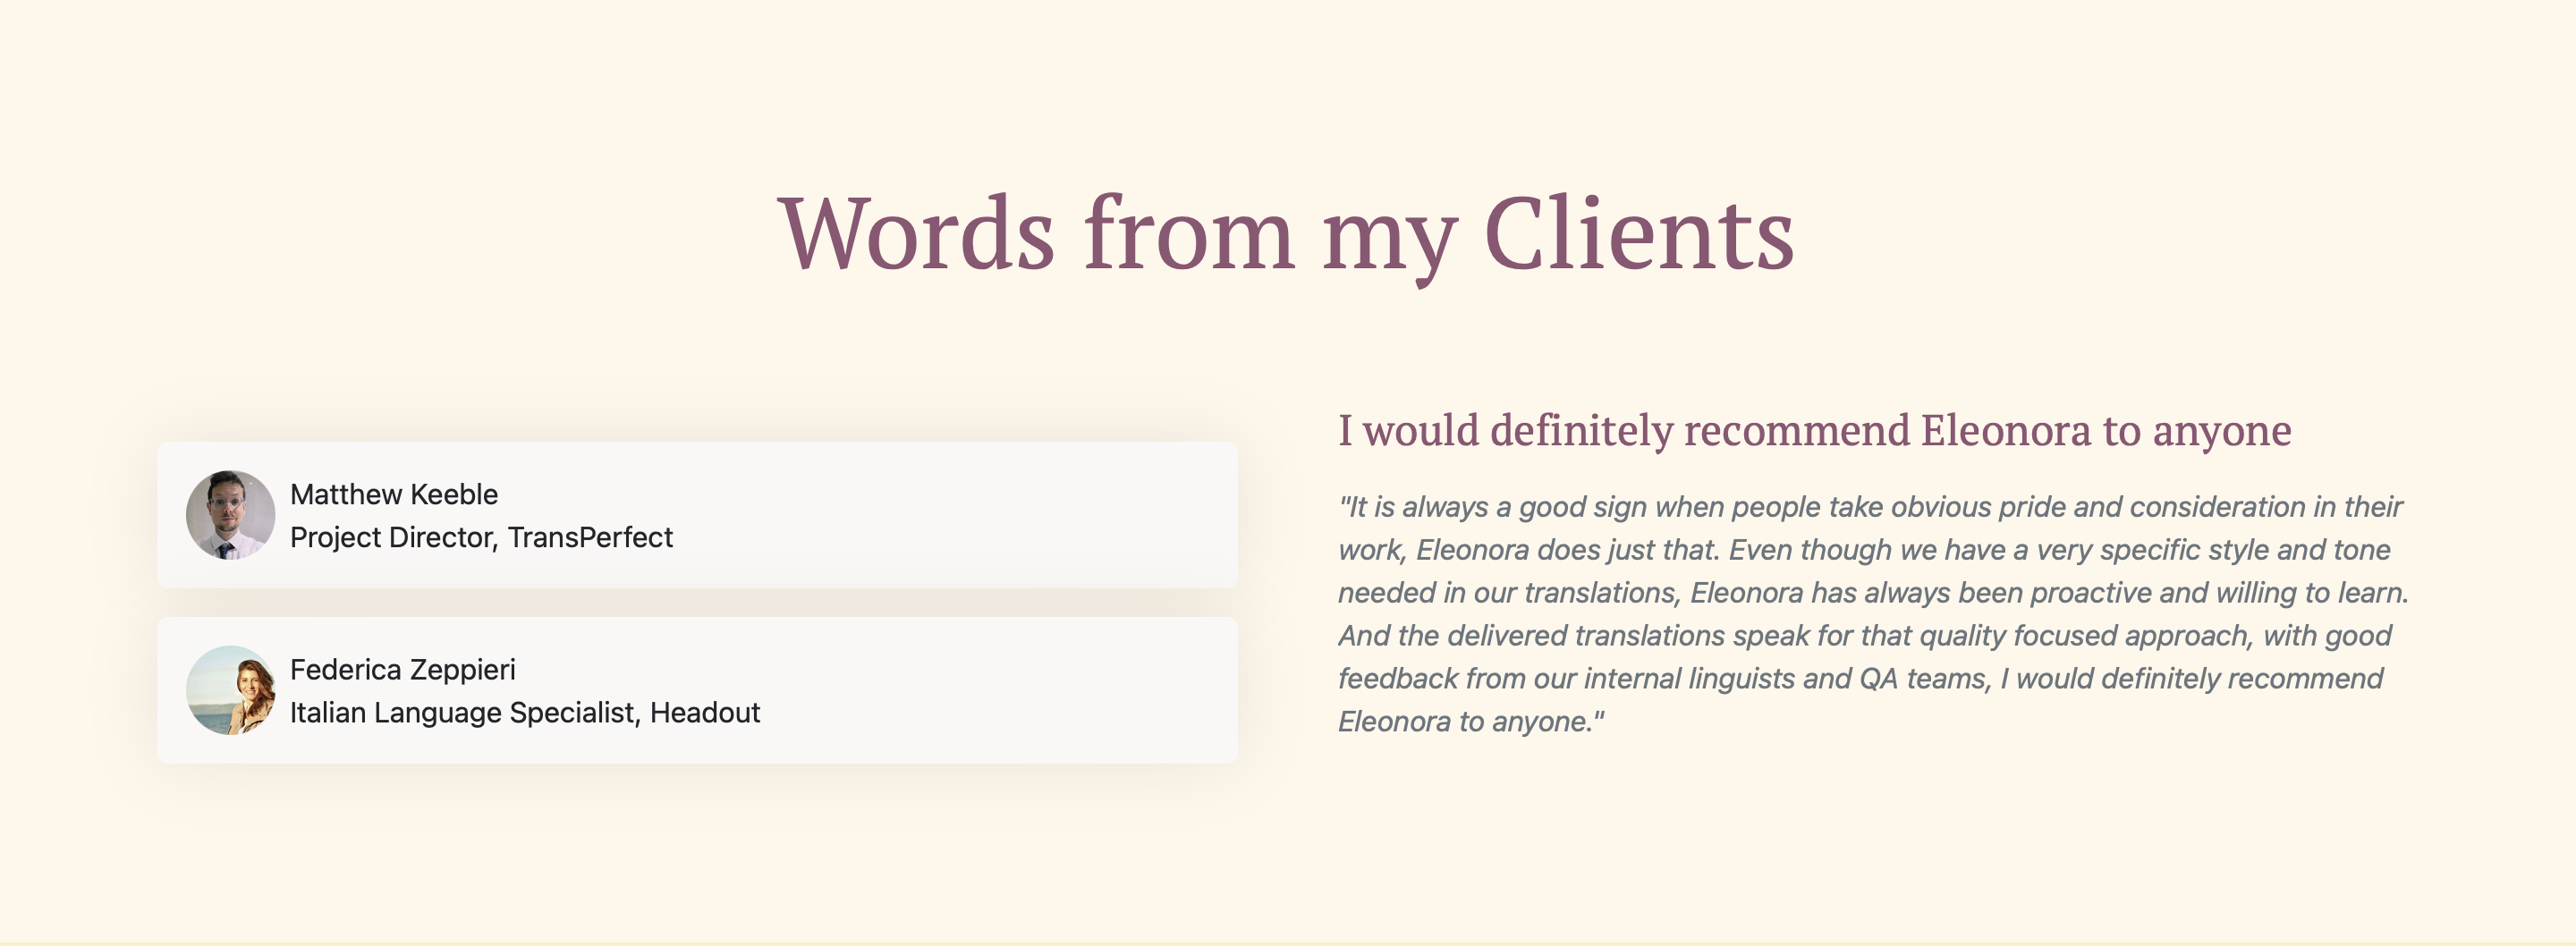 Words from my Clients
Matthew Keeble
Project Director, TransPerfect
Federica Zeppieri
Italian Language Specialist, Headout
I would definitely recommend Eleonora to anyone
"It is always a good sign when people take obvious pride and consideration in their
work, Eleonora does just that. Even though we have a very specific style and tone
needed in our translations, Eleonora has always been proactive and willing to learn.
And the delivered translations speak for that quality focused approach, with good
feedback from our internal linguists and QA teams, I would definitely recommend
Eleonora to anyone."